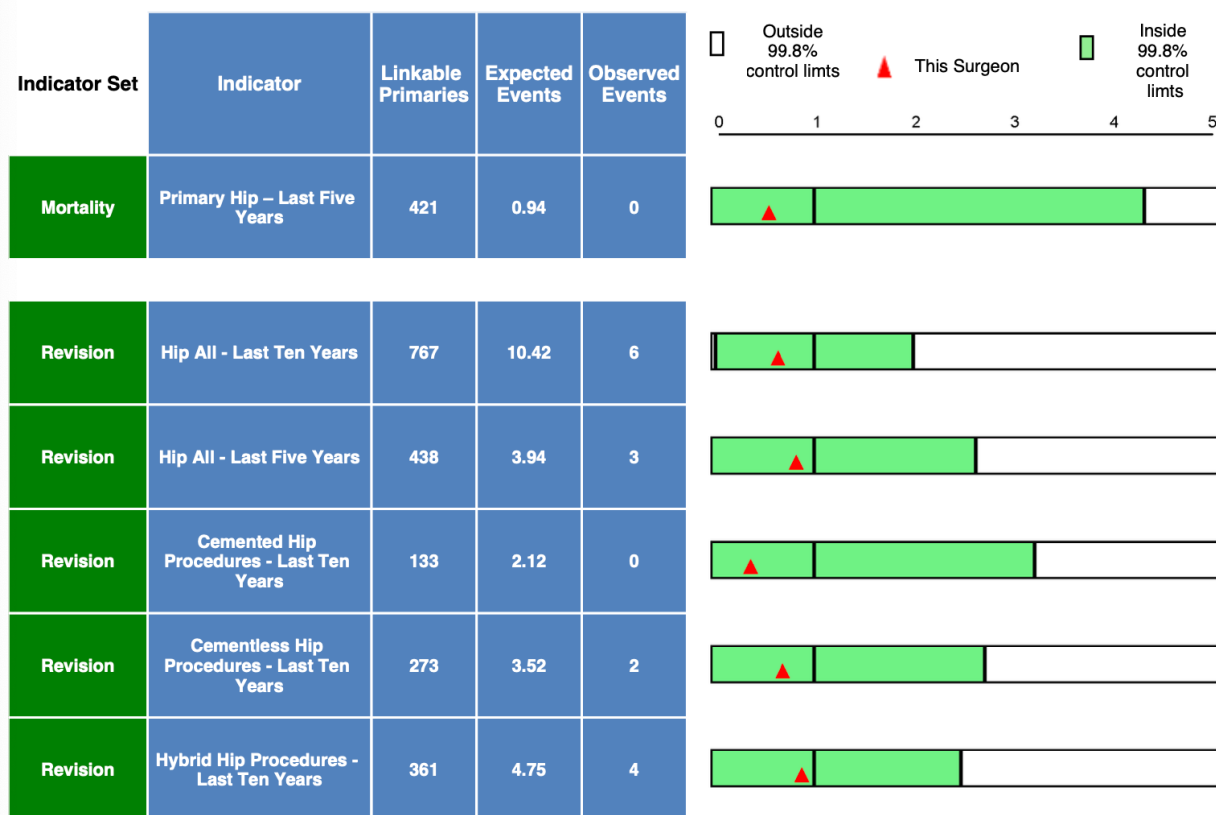 Indicator Set
Indicator
Linkable
Primaries
Expected
Events
Observed
Events
Outside
99.8%
control limts
This Surgeon
Inside
99.8%
control
limts
0 1 2 3 4 5
Mortality
Primary Hip – Last Five
Years
421
0.94
0
Revision
Hip All - Last Ten Years
767
10.42
6
Revision
Hip All - Last Five Years
438
3.94
3
Revision
Cemented Hip
Procedures - Last Ten
Years
133
2.12
0
Revision
Cementless Hip
Procedures - Last Ten
Years
273
3.52
2
Revision
Hybrid Hip Procedures -
Last Ten Years
361
4.75
4